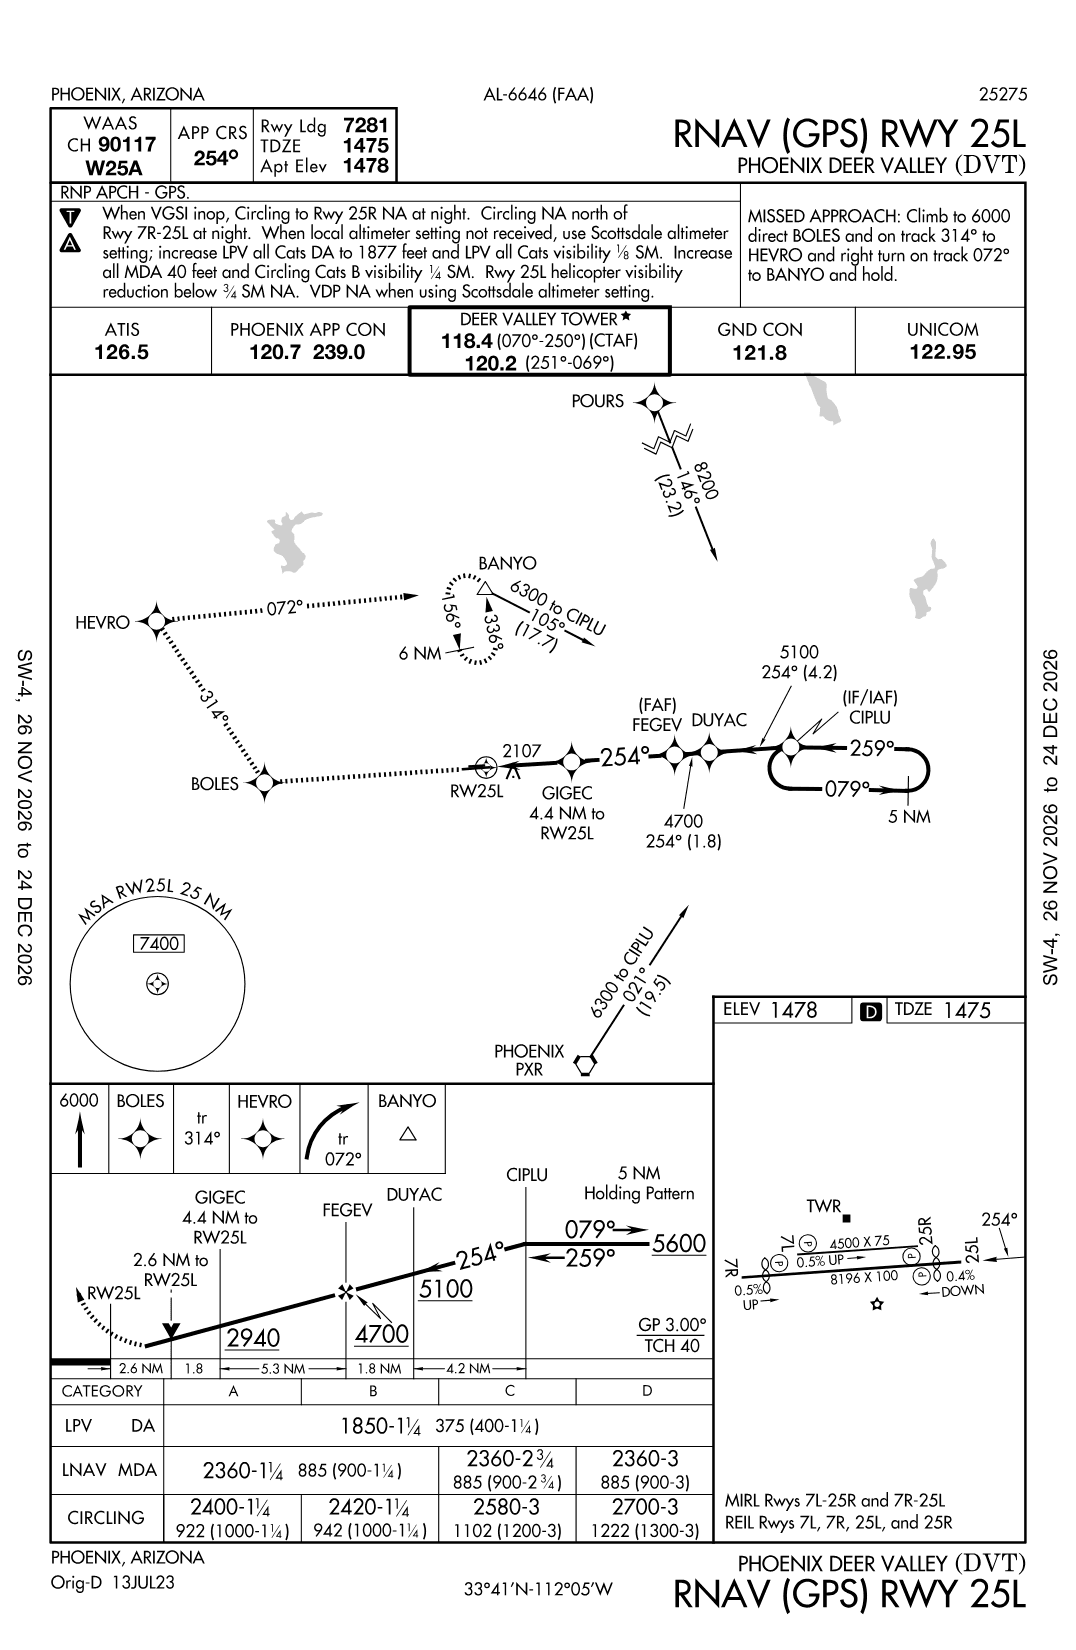 PHOENIX, ARIZONA
AL-6646 (FAA)
25275
WAAS
CH 90117
W25A
APP CRS
254°
Rwy Ldg 7281
TDZE 1475
Apt Elev 1478
RNAV (GPS) RWY 25L
PHOENIX DEER VALLEY (DVT)
RNP APCH - GPS.
T
A
When VGSI inop, Circling to Rwy 25R NA at night. Circling NA north of
Rwy 7R-25L at night. When local altimeter setting not received, use Scottsdale altimeter
setting; increase LPV all Cats DA to 1877 feet and LPV all Cats visibility ⅛ SM. Increase
all MDA 40 feet and Circling Cats B visibility ¼ SM. Rwy 25L helicopter visibility
reduction below ¾ SM NA. VDP NA when using Scottsdale altimeter setting.
MISSED APPROACH: Climb to 6000
direct BOLES and on track 314° to
HEVRO and right turn on track 072°
to BANYO and hold.
ATIS
126.5
PHOENIX APP CON
120.7 239.0
DEER VALLEY TOWER★
118.4 (070°-250°) (CTAF)
120.2 (251°-069°)
GND CON
121.8
UNICOM
122.95
POURS
8200
146°
(23.2)
BANYO
6300 to CIPLU
105°
(17.7)
156°
336°
6 NM
HEVRO
072°
314°
BOLES
5100
254° (4.2)
(IF/IAF)
CIPLU
(FAF)
FEGEV
DUYAC
259°
079°
5 NM
2107
254°
RW25L
GIGEC
4.4 NM to
RW25L
4700
254° (1.8)
MSA RW25L 25 NM
7400
6300 to CIPLU
021°
(19.5)
PHOENIX
PXR
ELEV 1478
D
TDZE 1475
TWR
7L
4500 X 75
25R
0.5% UP
P
P
P
P
7R
8196 X 100
25L
254°
0.5%
UP
0.4%
DOWN
MIRL Rwys 7L-25R and 7R-25L
REIL Rwys 7L, 7R, 25L, and 25R
6000
BOLES
tr
314°
HEVRO
tr
072°
BANYO
CIPLU
5 NM
Holding Pattern
DUYAC
GIGEC
4.4 NM to
RW25L
FEGEV
079°
259°
5600
254°
2.6 NM to
RW25L
RW25L
5100
4700
2940
GP 3.00°
TCH 40
2.6 NM
1.8
5.3 NM
1.8 NM
4.2 NM
CATEGORY A B C D
LPV DA 1850-1¼ 375 (400-1¼)
LNAV MDA 2360-1¼ 885 (900-1¼)
2360-2¾
885 (900-2¾)
2360-3
885 (900-3)
CIRCLING
2400-1¼
922 (1000-1¼)
2420-1¼
942 (1000-1¼)
2580-3
1102 (1200-3)
2700-3
1222 (1300-3)
PHOENIX, ARIZONA
Orig-D 13JUL23
33°41'N-112°05'W
PHOENIX DEER VALLEY (DVT)
RNAV (GPS) RWY 25L
SW-4, 26 NOV 2026 to 24 DEC 2026
SW-4, 26 NOV 2026 to 24 DEC 2026